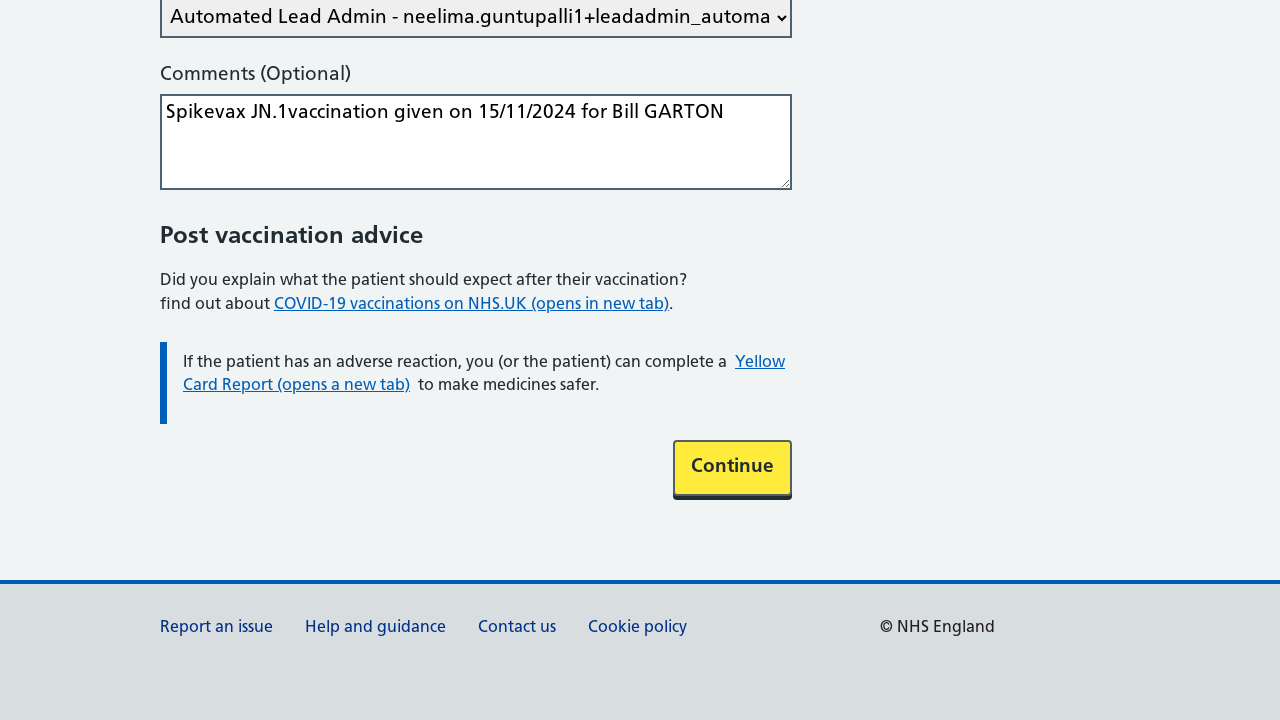 Automated Lead Admin - neelima.guntupalli1+leadadmin_automa
Comments (Optional)
Spikevax JN.1vaccination given on 15/11/2024 for Bill GARTON
Post vaccination advice
Did you explain what the patient should expect after their vaccination?
find out about COVID-19 vaccinations on NHS.UK (opens in new tab).
If the patient has an adverse reaction, you (or the patient) can complete a Yellow
Card Report (opens a new tab) to make medicines safer.
Continue
Report an issue Help and guidance Contact us Cookie policy © NHS England